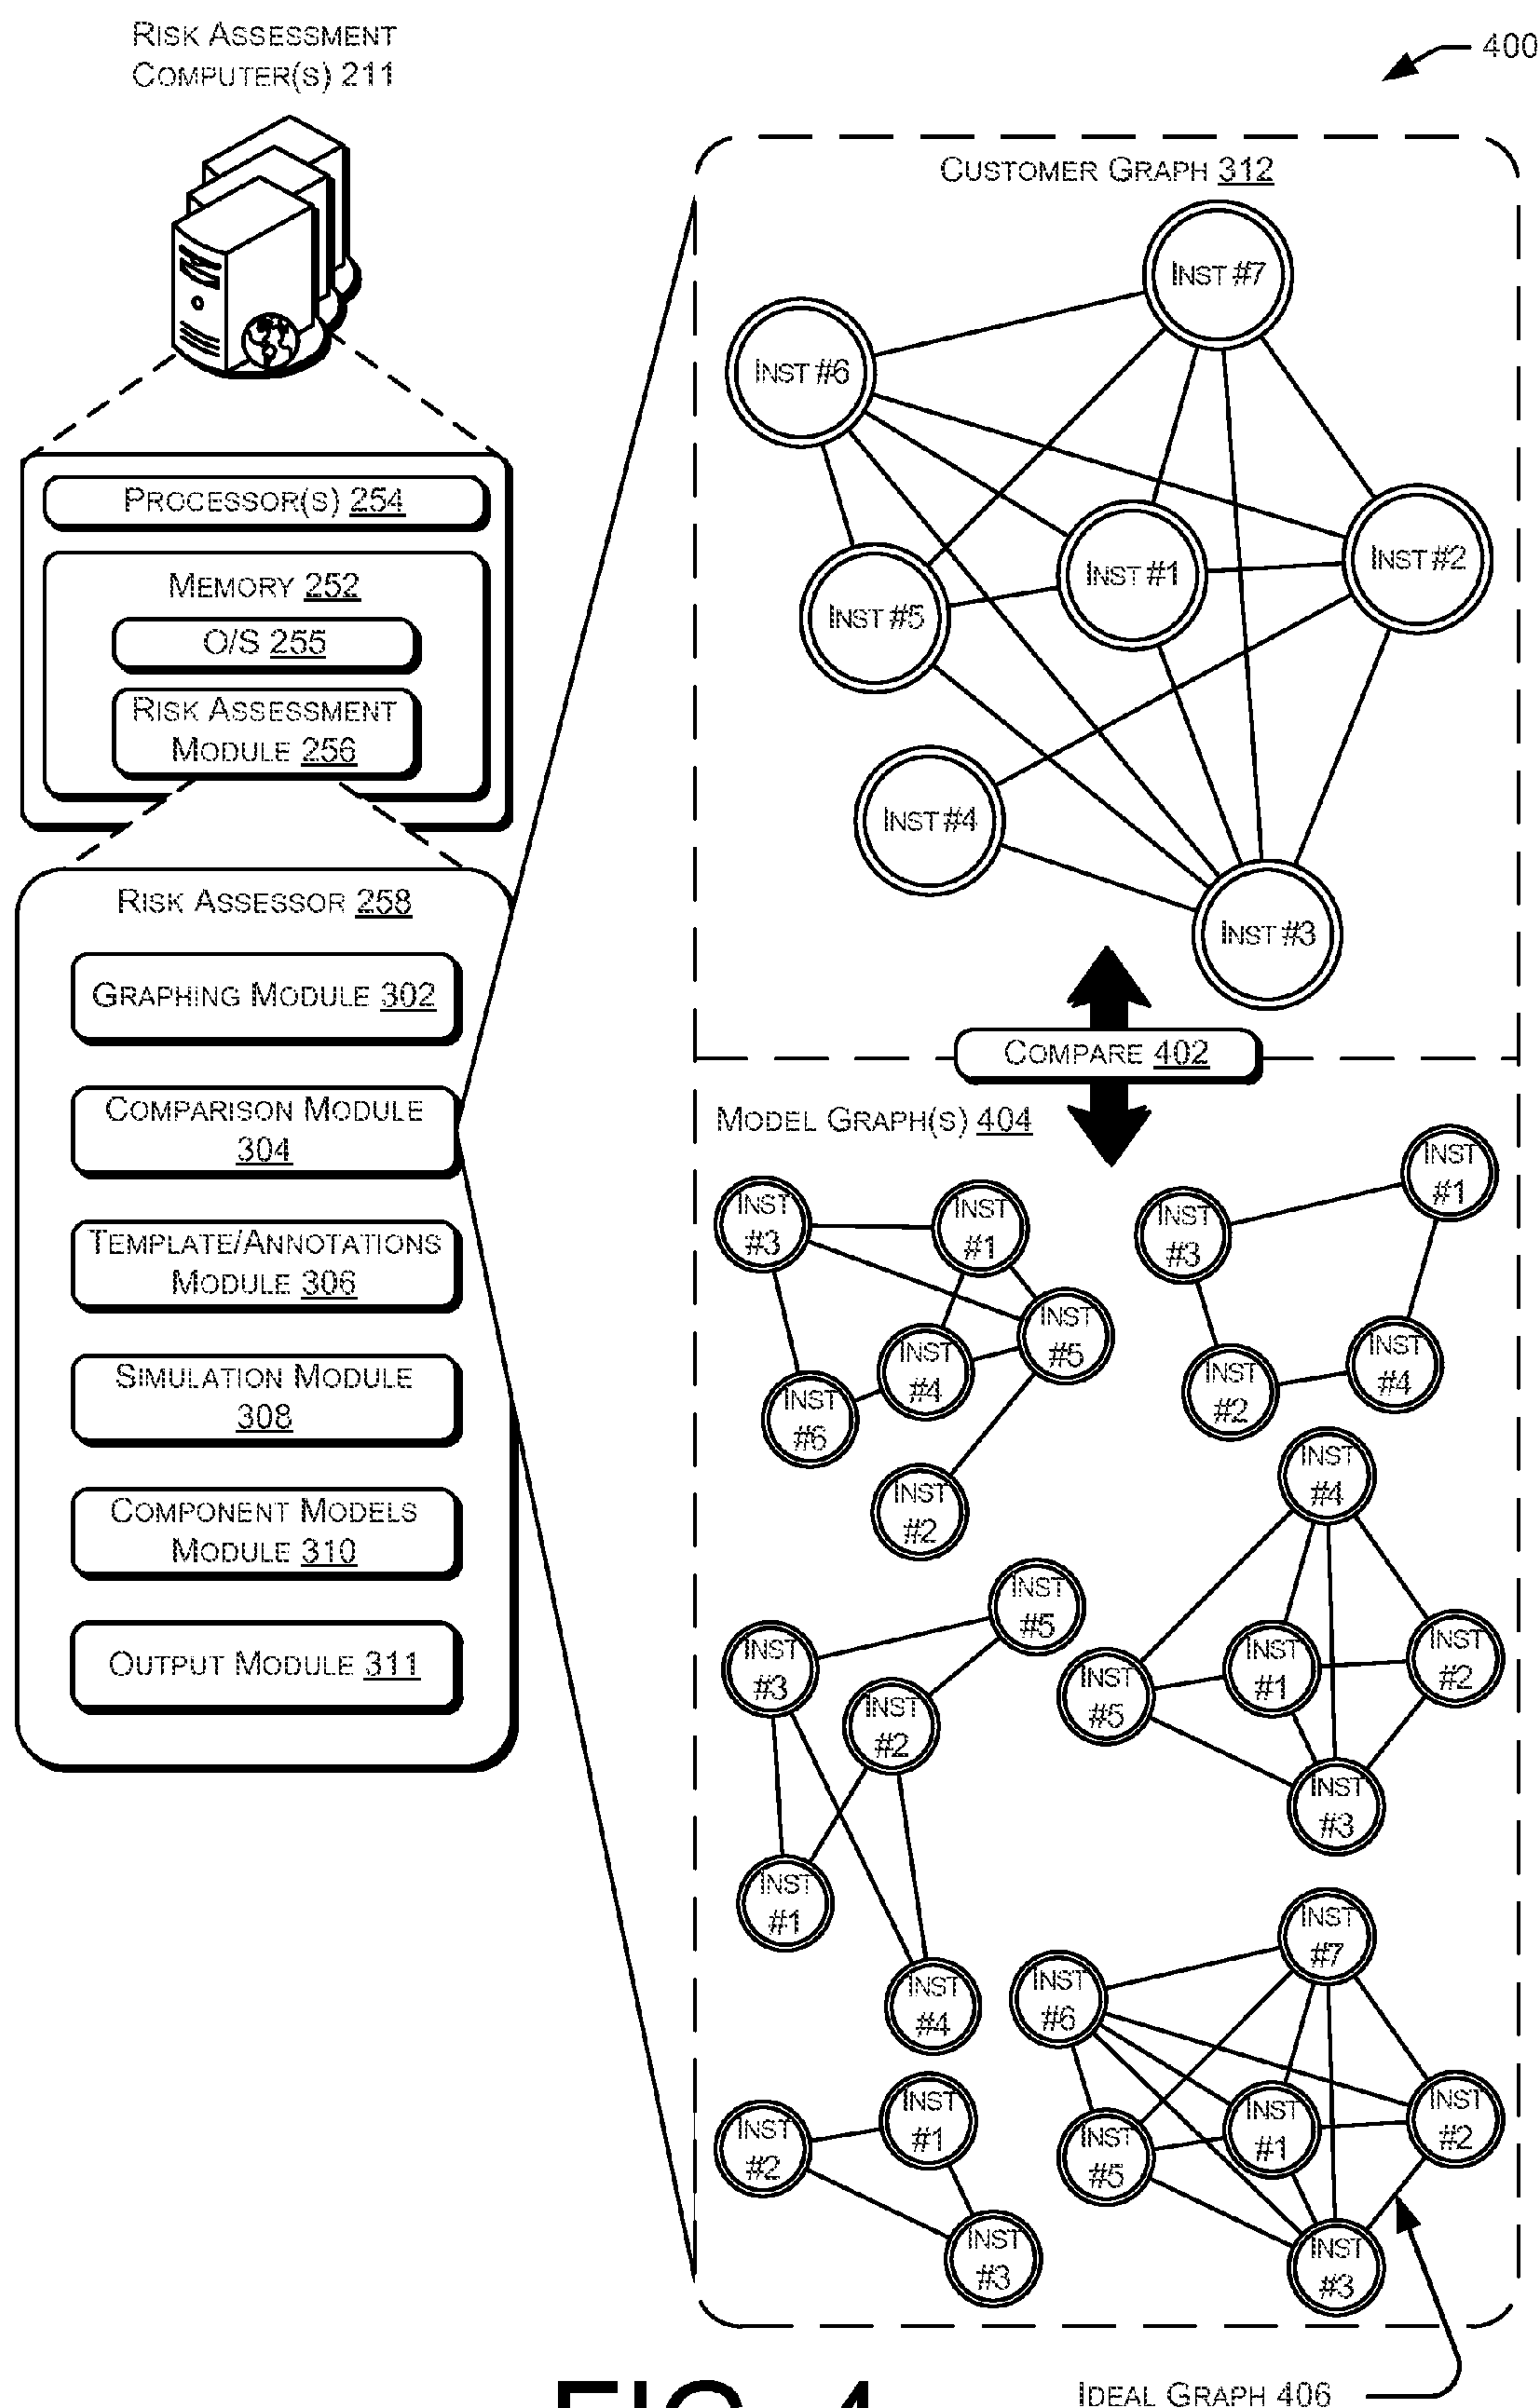 RISK ASSESSMENT
COMPUTER(S) 211
400
PROCESSOR(S) 254
MEMORY 252
O/S 255
RISK ASSESSMENT
MODULE 256
RISK ASSESSOR 258
GRAPHING MODULE 302
COMPARISON MODULE
304
TEMPLATE/ANNOTATIONS
MODULE 306
SIMULATION MODULE
308
COMPONENT MODELS
MODULE 310
OUTPUT MODULE 311
CUSTOMER GRAPH 312
INST #7
INST #6
INST #1
INST #2
INST #5
INST #4
INST #3
COMPARE 402
MODEL GRAPH(S) 404
INST
#3
INST
#1
INST
#5
INST
#4
INST
#6
INST
#2
INST
#1
INST
#3
INST
#4
INST
#2
INST
#5
INST
#3
INST
#2
INST
#1
INST
#4
INST
#4
INST
#1
INST
#2
INST
#5
INST
#3
INST
#1
INST
#2
INST
#3
INST
#7
INST
#6
INST
#1
INST
#2
INST
#5
INST
#3
IDEAL GRAPH 406
FIG. 4